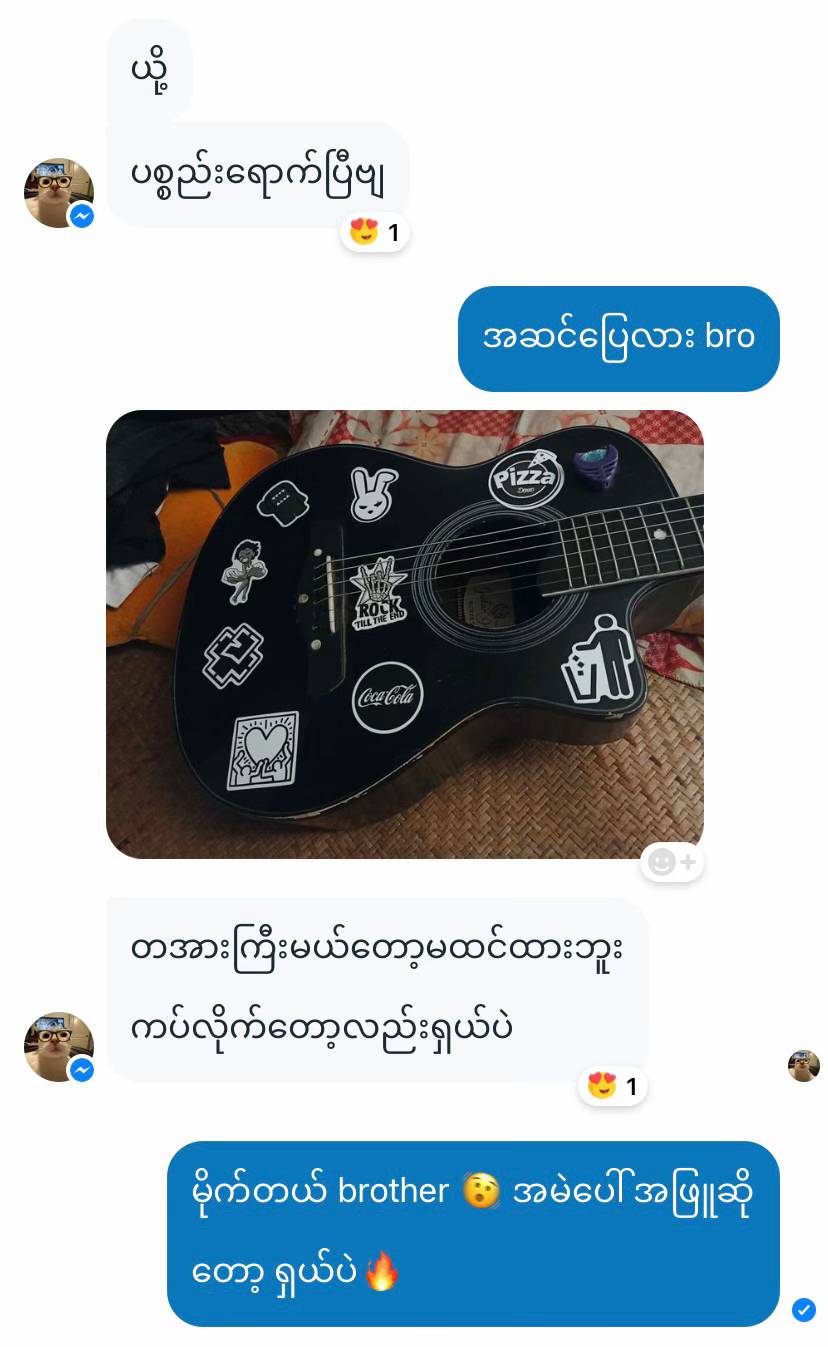 ယို့
ပစ္စည်းရောက်ပြီဗျ
1
အဆင်ပြေလား bro
Pizza
ROCK
TILL THE END
Coca-Cola
တအားကြီးမယ်တော့မထင်ထားဘူး
ကပ်လိုက်တော့လည်းရှယ်ပဲ
1
မိုက်တယ် brother 🫨 အမဲပေါ် အဖြူဆို
တော့ ရှယ်ပဲ🔥